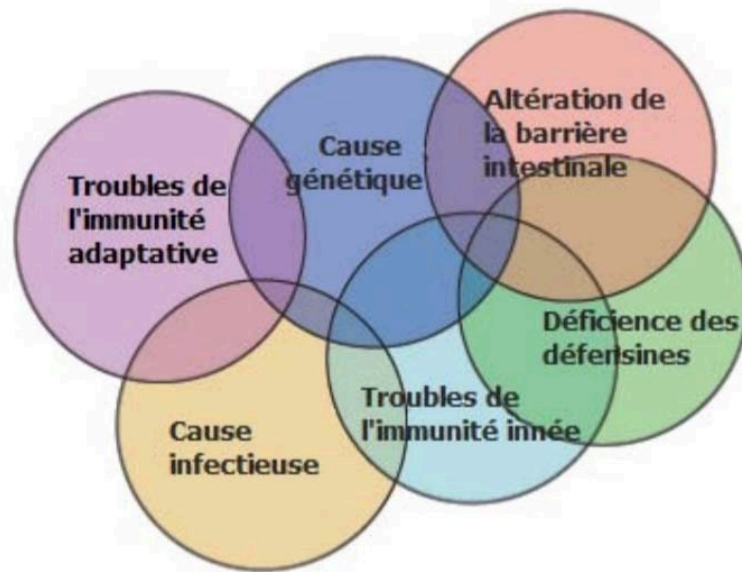 Troubles de
l'immunité
adaptative
Cause
génétique
Altération de
la barrière
intestinale
Déficience des
défensines
Cause
infectieuse
Troubles de
l'immunité innée